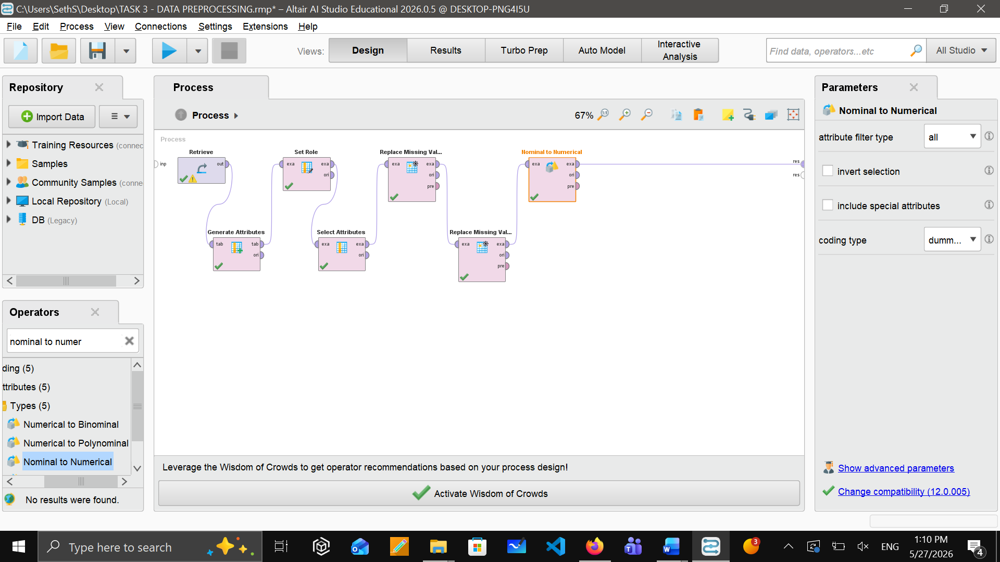 C:\Users\SethS\Desktop\TASK 3 - DATA PREPROCESSING.rmp* – Altair AI Studio Educational 2026.0.5 @ DESKTOP-PNG4I5U
File Edit Process View Connections Settings Extensions Help
Views: Design Results Turbo Prep Auto Model Interactive Analysis
Find data, operators...etc All Studio
Repository
Import Data
Training Resources (connec
Samples
Community Samples (conne
Local Repository (Local)
DB (Legacy)
Operators
nominal to numer
ding (5)
ttributes (5)
Types (5)
Numerical to Binominal
Numerical to Polynominal
Nominal to Numerical
No results were found.
Process
Process
67%
Process
inp
Retrieve
out
Set Role
exa exa
ori
Replace Missing Val...
exa exa
ori
pre
Nominal to Numerical
exa exa
ori
pre
res
res
Generate Attributes
tab tab
ori
Select Attributes
exa exa
ori
Replace Missing Val...
exa exa
ori
pre
Leverage the Wisdom of Crowds to get operator recommendations based on your process design!
Activate Wisdom of Crowds
Parameters
Nominal to Numerical
attribute filter type all
invert selection
include special attributes
coding type dumm...
Show advanced parameters
Change compatibility (12.0.005)
Type here to search
3
ENG
1:10 PM
5/27/2026
4